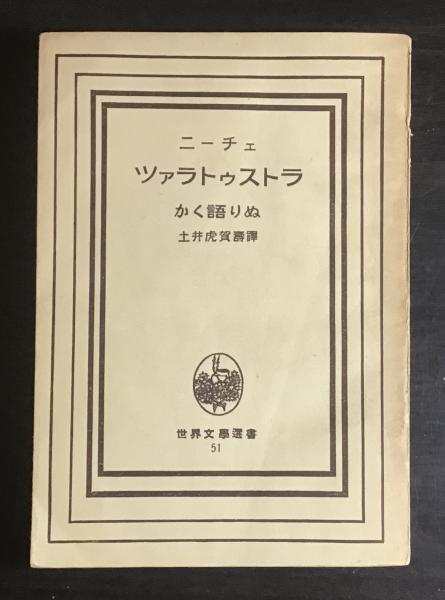 ニーチェ
ツァラトゥストラ
かく語りぬ
土井虎賀壽譯
世界文學選書
51